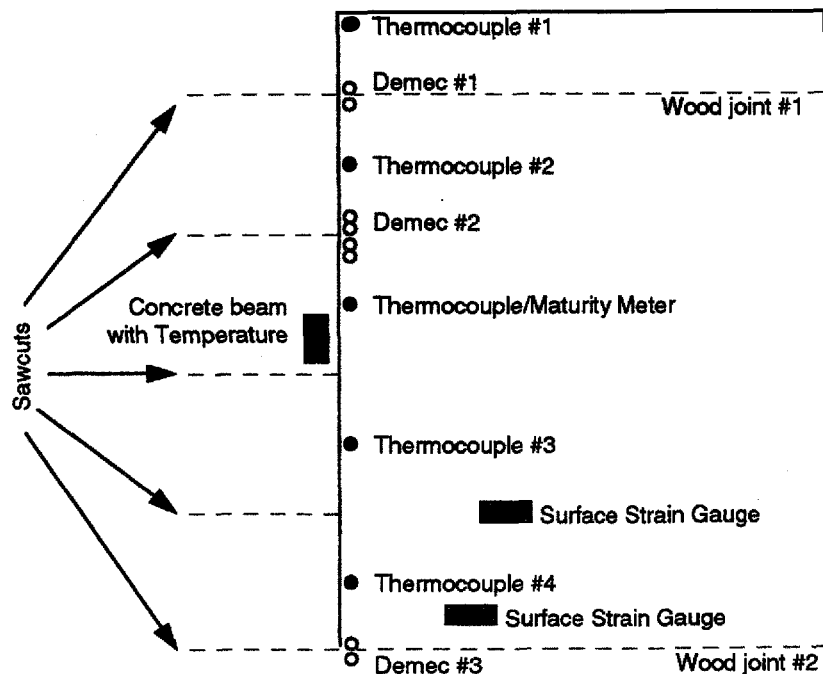 Thermocouple #1
Demec #1
Wood joint #1
Thermocouple #2
Demec #2
Concrete beam
with Temperature
Thermocouple/Maturity Meter
Sawcuts
Thermocouple #3
Surface Strain Gauge
Thermocouple #4
Surface Strain Gauge
Demec #3
Wood joint #2